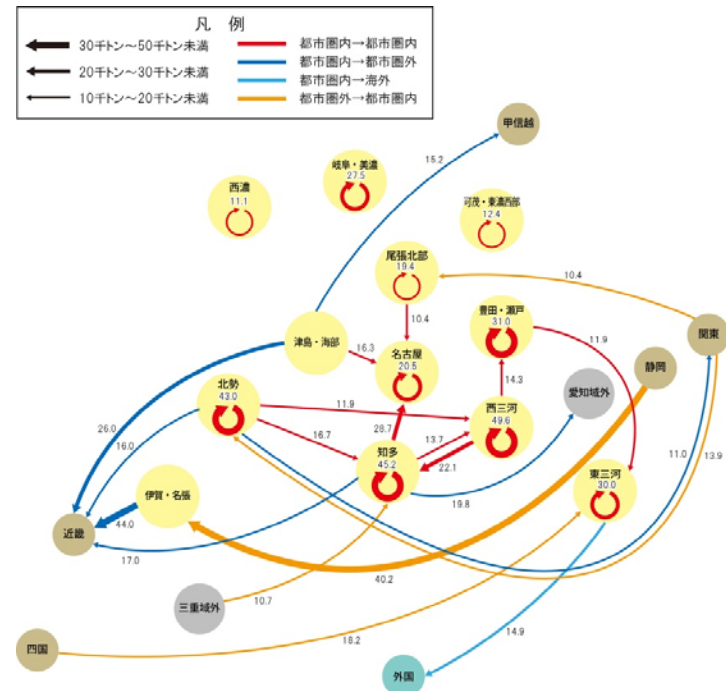 凡 例
30千トン～50千トン未満
20千トン～30千トン未満
10千トン～20千トン未満
都市圏内→都市圏内
都市圏内→都市圏外
都市圏内→海外
都市圏外→都市圏内
甲信越
15.2
岐阜・美濃
27.5
西濃
11.1
可茂・東濃西部
12.4
尾張北部
19.4
10.4
10.4
豊田・瀬戸
31.0
関東
津島・海部
16.3
名古屋
20.5
11.9
静岡
14.3
愛知域外
北勢
43.0
11.9
西三河
49.6
26.0
16.0
16.7
28.7
13.7
22.1
11.0
13.9
知多
45.2
東三河
30.0
伊賀・名張
19.8
44.0
近畿
17.0
40.2
三重域外
10.7
18.2
14.9
四国
外国